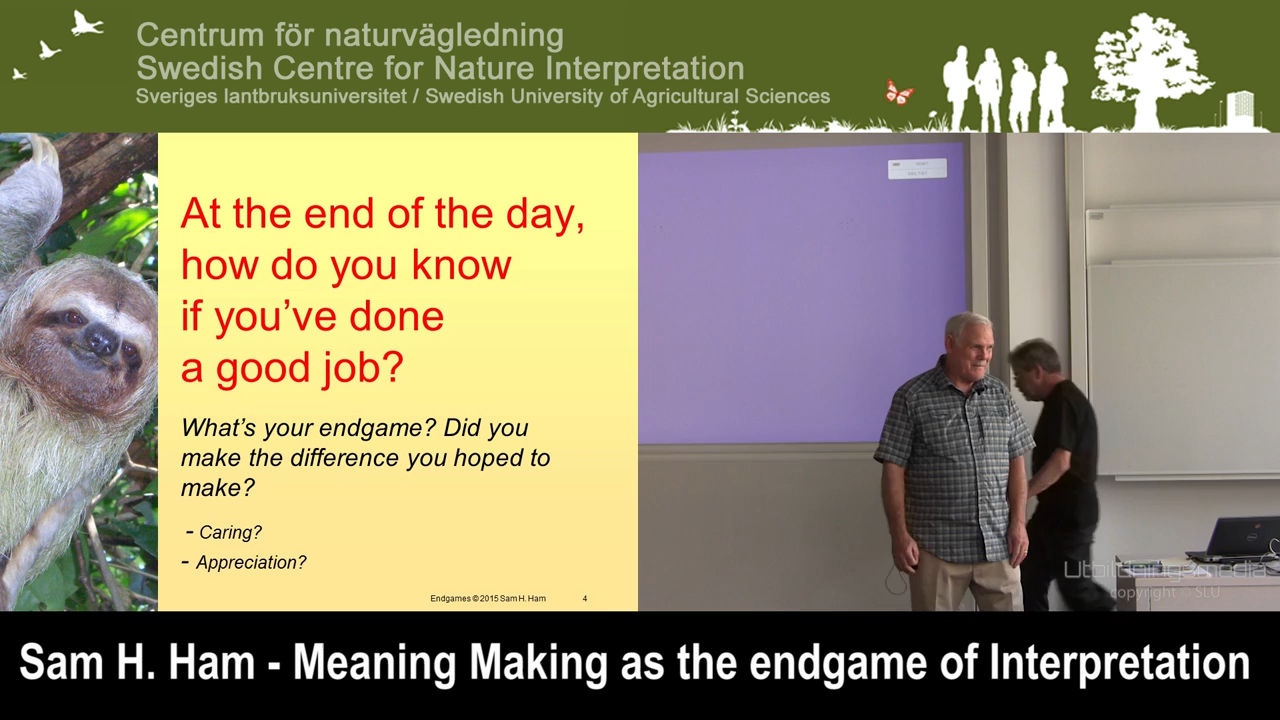 Centrum för naturvägledning
Swedish Centre for Nature Interpretation
Sveriges lantbruksuniversitet / Swedish University of Agricultural Sciences
At the end of the day,
how do you know
if you've done
a good job?
What's your endgame? Did you
make the difference you hoped to
make?
- Caring?
- Appreciation?
Endgames © 2015 Sam H. Ham 4
Utbildningsmedia
copyright © SLU
Sam H. Ham - Meaning Making as the endgame of Interpretation